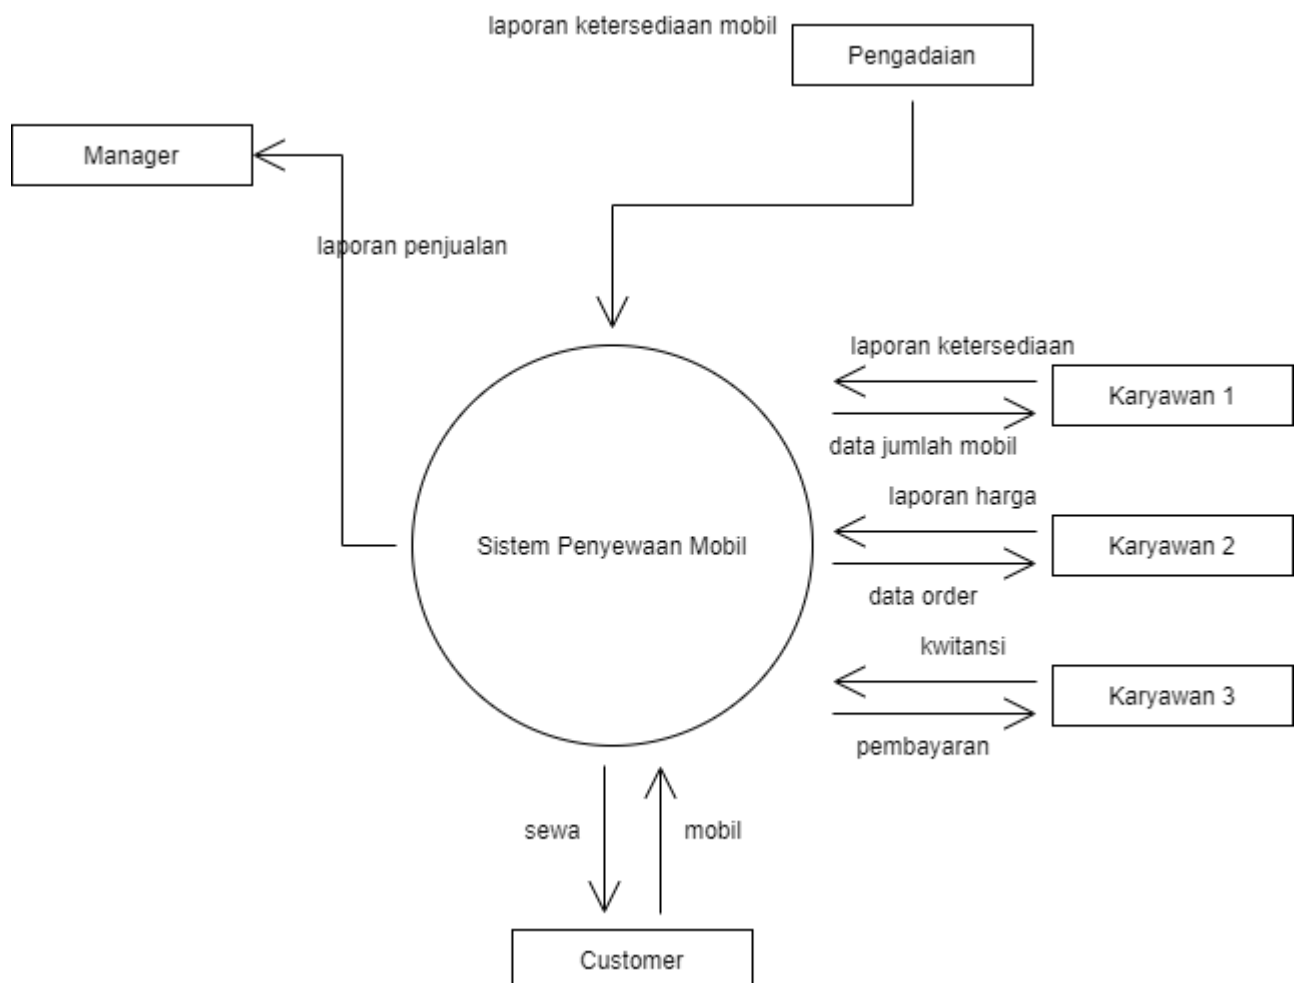 laporan ketersediaan mobil
Pengadaian
Manager
laporan penjualan
laporan ketersediaan
Karyawan 1
data jumlah mobil
laporan harga
Sistem Penyewaan Mobil
Karyawan 2
data order
kwitansi
Karyawan 3
pembayaran
sewa
mobil
Customer